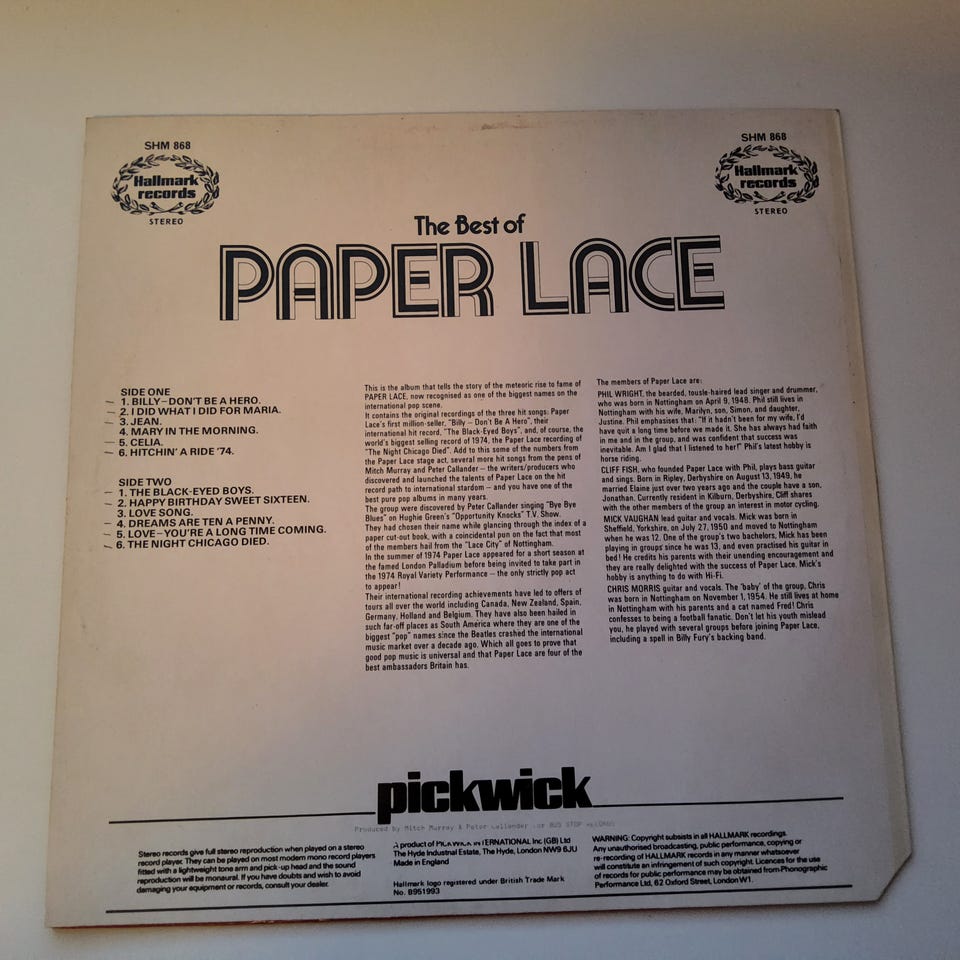 SHM 868
Hallmark
records
STEREO
SHM 868
Hallmark
records
STEREO
The Best of
PAPER LACE
SIDE ONE
1. BILLY–DON'T BE A HERO.
2. I DID WHAT I DID FOR MARIA.
3. JEAN.
4. MARY IN THE MORNING.
5. CELIA.
6. HITCHIN' A RIDE '74.
SIDE TWO
1. THE BLACK-EYED BOYS.
2. HAPPY BIRTHDAY SWEET SIXTEEN.
3. LOVE SONG.
4. DREAMS ARE TEN A PENNY.
5. LOVE–YOU'RE A LONG TIME COMING.
6. THE NIGHT CHICAGO DIED.
This is the album that tells the story of the meteoric rise to fame of
PAPER LACE, now recognised as one of the biggest names on the
international pop scene.
It contains the original recordings of the three hit songs: Paper
Lace's first million-seller, "Billy – Don't Be A Hero", their
international hit record, "The Black-Eyed Boys", and, of course, the
world's biggest selling record of 1974, the Paper Lace recording of
"The Night Chicago Died". Add to this some of the numbers from
the Paper Lace stage act, several more hit songs from the pens of
Mitch Murray and Peter Callander – the writers/producers who
discovered and launched the talents of Paper Lace on the hit
record path to international stardom – and you have one of the
best pure pop albums in many years.
The group were discovered by Peter Callander singing "Bye Bye
Blues" on Hughie Green's "Opportunity Knocks" T.V. Show.
They had chosen their name while glancing through the index of a
paper cut-out book, with a coincidental pun on the fact that most
of the members hail from the "Lace City" of Nottingham.
In the summer of 1974 Paper Lace appeared for a short season at
the famed London Palladium before being invited to take part in
the 1974 Royal Variety Performance – the only strictly pop act
to appear!
Their international recording achievements have led to offers of
tours all over the world including Canada, New Zealand, Spain,
Germany, Holland and Belgium. They have also been hailed in
such far-off places as South America where they are one of the
biggest "pop" names since the Beatles crashed the international
music market over a decade ago. Which all goes to prove that
good pop music is universal and that Paper Lace are four of the
best ambassadors Britain has.
The members of Paper Lace are:
PHIL WRIGHT, the bearded, tousle-haired lead singer and drummer,
who was born in Nottingham on April 9, 1948. Phil still lives in
Nottingham with his wife, Marilyn, son, Simon, and daughter,
Justine. Phil emphasises that: "If it hadn't been for my wife, I'd
have quit a long time before we made it. She has always had faith
in me and in the group, and was confident that success was
inevitable. Am I glad that I listened to her!" Phil's latest hobby is
horse riding.
CLIFF FISH, who founded Paper Lace with Phil, plays bass guitar
and sings. Born in Ripley, Derbyshire on August 13, 1949, he
married Elaine just over two years ago and the couple have a son,
Jonathan. Currently resident in Kilburn, Derbyshire, Cliff shares
with the other members of the group an interest in motor cycling.
MICK VAUGHAN lead guitar and vocals. Mick was born in
Sheffield, Yorkshire, on July 27, 1950 and moved to Nottingham
when he was 12. One of the group's two bachelors, Mick has been
playing in groups since he was 13, and even practised his guitar in
bed! He credits his parents with their unending encouragement and
they are really delighted with the success of Paper Lace. Mick's
hobby is anything to do with Hi-Fi.
CHRIS MORRIS guitar and vocals. The 'baby' of the group, Chris
was born in Nottingham on November 1, 1954. He still lives at home
in Nottingham with his parents and a cat named Fred! Chris
confesses to being a football fanatic. Don't let his youth mislead
you, he played with several groups before joining Paper Lace,
including a spell in Billy Fury's backing band.
pickwick
Produced by Mitch Murray & Peter Callander for BUS STOP RECORDS
Stereo records give full stereo reproduction when played on a stereo
record player. They can be played on most modern mono record players
fitted with a lightweight tone arm and pick-up head and the sound
reproduction will be monaural. If you have doubts and wish to avoid
damaging your equipment or records, consult your dealer.
A product of PICKWICK INTERNATIONAL Inc (GB) Ltd
The Hyde Industrial Estate, The Hyde, London NW9 6JU
Made in England
Hallmark logo registered under British Trade Mark
No. B951993
WARNING: Copyright subsists in all HALLMARK recordings.
Any unauthorised broadcasting, public performance, copying or
re-recording of HALLMARK records in any manner whatsoever
will constitute an infringement of such copyright. Licences for the use
of records for public performance may be obtained from Phonographic
Performance Ltd, 62 Oxford Street, London W1.